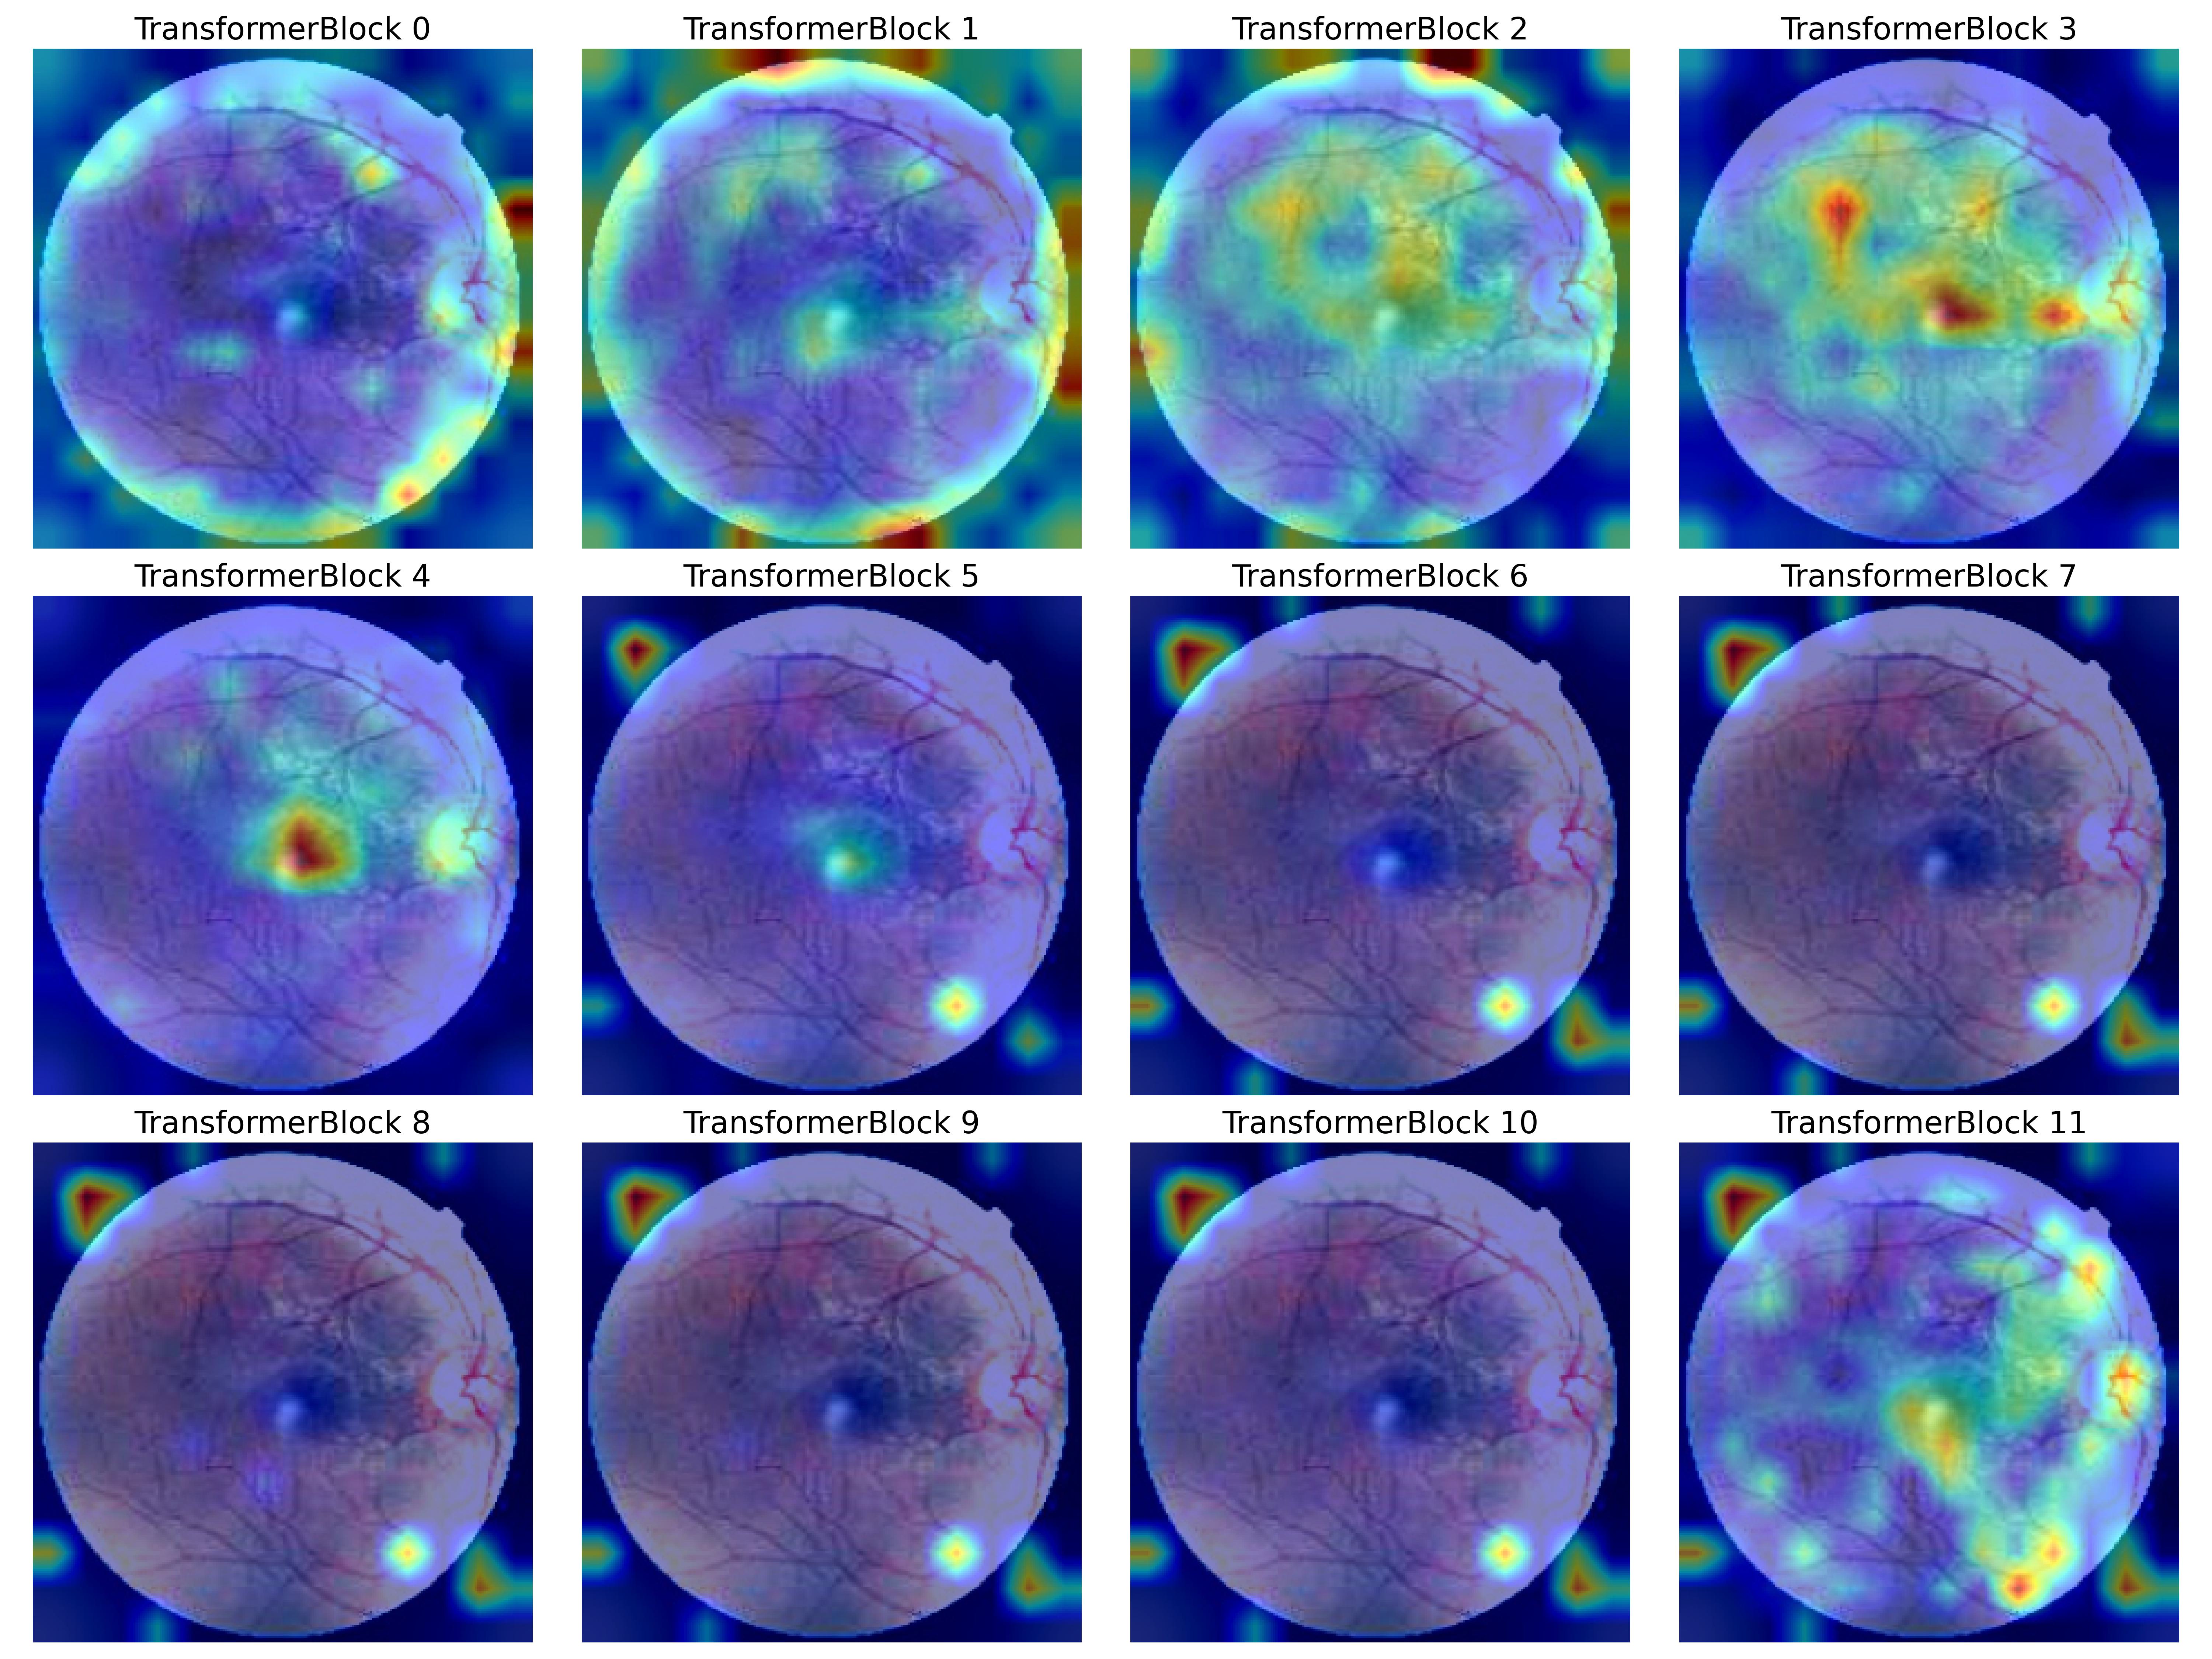 TransformerBlock 0
TransformerBlock 1
TransformerBlock 2
TransformerBlock 3
TransformerBlock 4
TransformerBlock 5
TransformerBlock 6
TransformerBlock 7
TransformerBlock 8
TransformerBlock 9
TransformerBlock 10
TransformerBlock 11